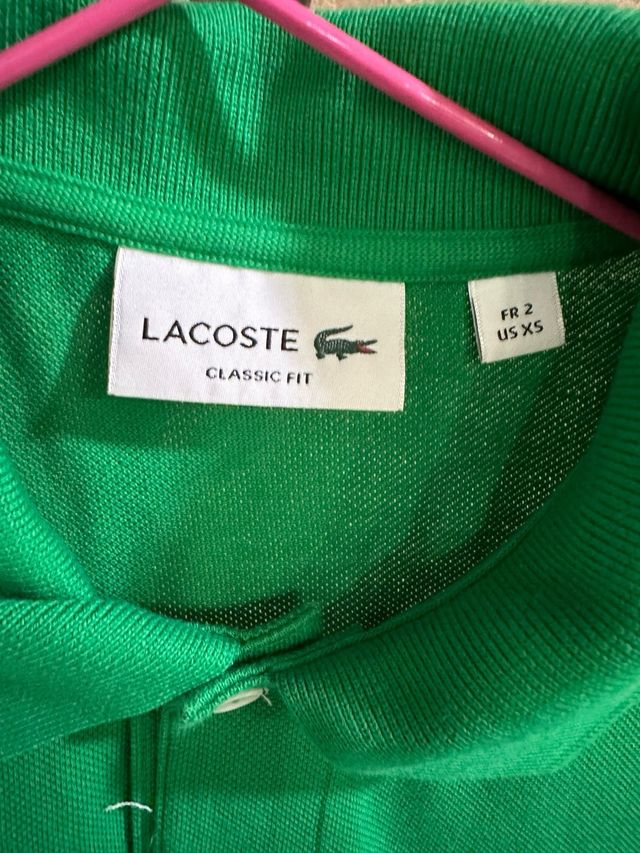 LACOSTE
CLASSIC FIT
FR 2
US XS